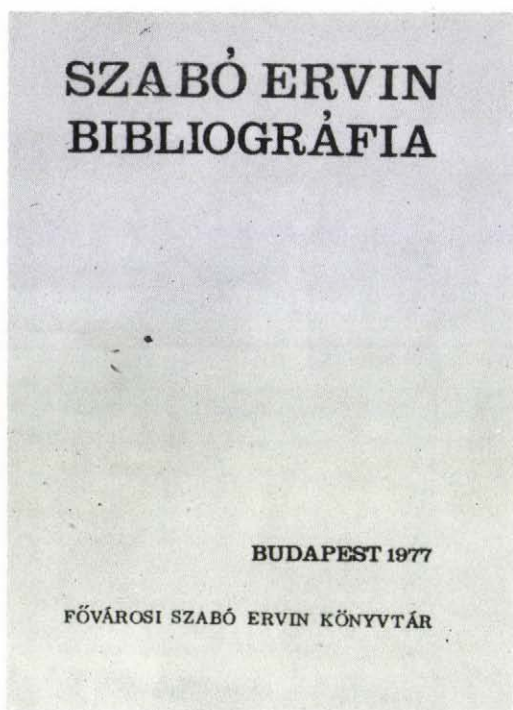 SZABÓ ERVIN
BIBLIOGRÁFIA
BUDAPEST 1977
FŐVÁROSI SZABÓ ERVIN KÖNYVTÁR